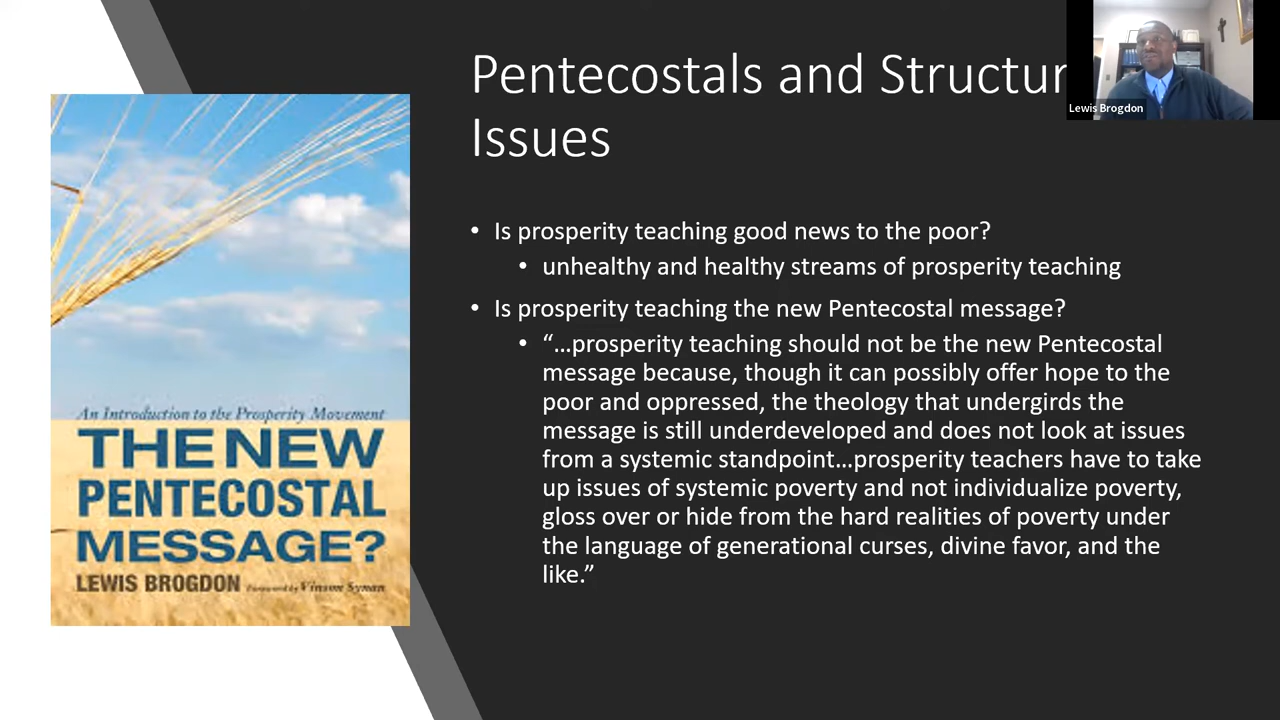 Pentecostals and Structur
Issues
Lewis Brogdon
• Is prosperity teaching good news to the poor?
• unhealthy and healthy streams of prosperity teaching
• Is prosperity teaching the new Pentecostal message?
• “…prosperity teaching should not be the new Pentecostal
message because, though it can possibly offer hope to the
poor and oppressed, the theology that undergirds the
message is still underdeveloped and does not look at issues
from a systemic standpoint…prosperity teachers have to take
up issues of systemic poverty and not individualize poverty,
gloss over or hide from the hard realities of poverty under
the language of generational curses, divine favor, and the
like.”
An Introduction to the Prosperity Movement
THE NEW
PENTECOSTAL
MESSAGE?
LEWIS BROGDON Foreword by Vinson Synan